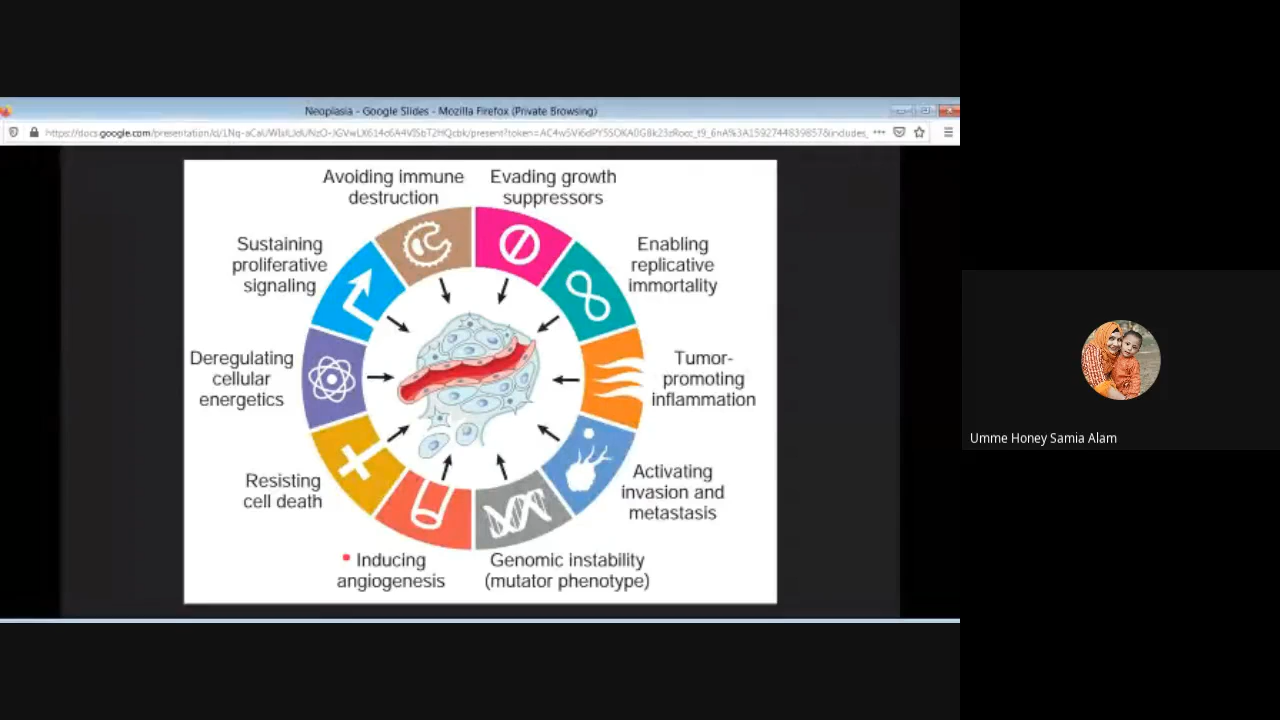 Neoplasia - Google Slides - Mozilla Firefox (Private Browsing)
Avoiding immune
destruction
Evading growth
suppressors
Sustaining
proliferative
signaling
Enabling
replicative
immortality
Deregulating
cellular
energetics
Tumor-
promoting
inflammation
Resisting
cell death
Activating
invasion and
metastasis
Inducing
angiogenesis
Genomic instability
(mutator phenotype)
Umme Honey Samia Alam